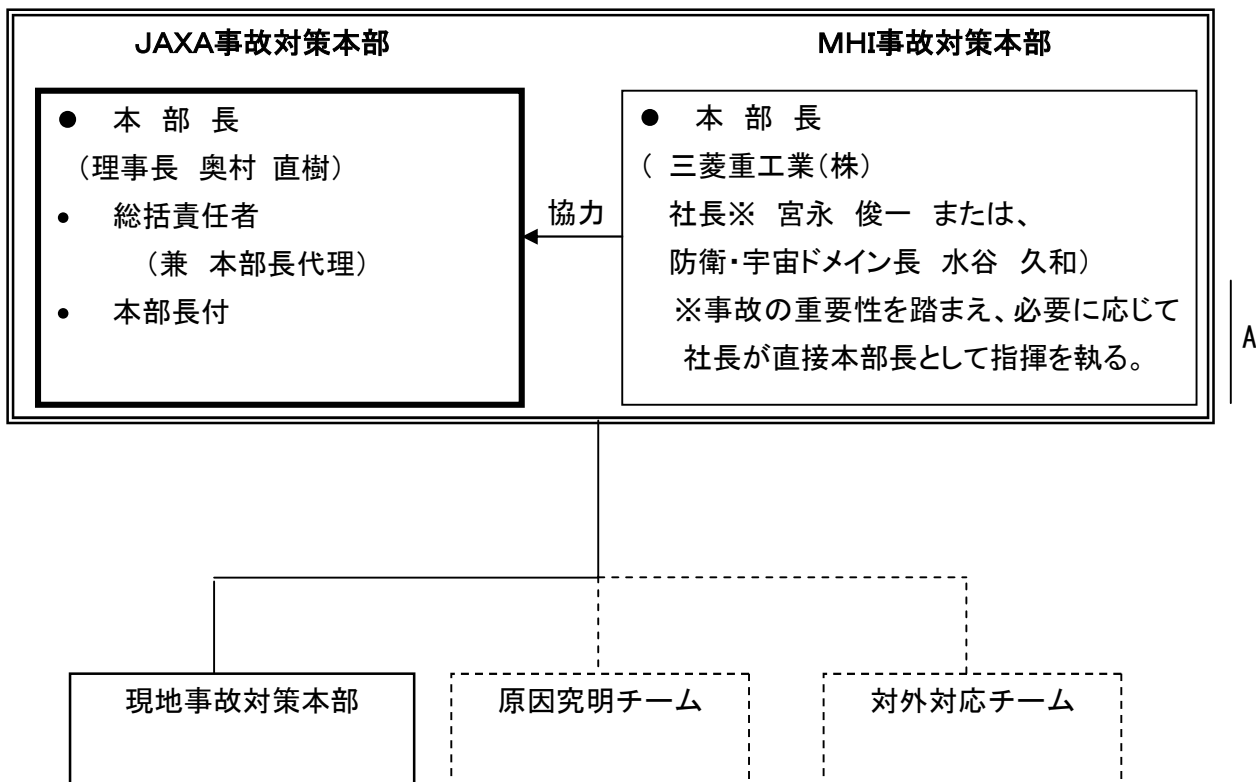 JAXA事故対策本部
MHI事故対策本部
● 本 部 長
(理事長 奥村 直樹)
• 総括責任者
(兼 本部長代理)
• 本部長付
協力
● 本 部 長
( 三菱重工業(株)
社長※ 宮永 俊一 または、
防衛・宇宙ドメイン長 水谷 久和)
※事故の重要性を踏まえ、必要に応じて
社長が直接本部長として指揮を執る。
A
現地事故対策本部
原因究明チーム
対外対応チーム